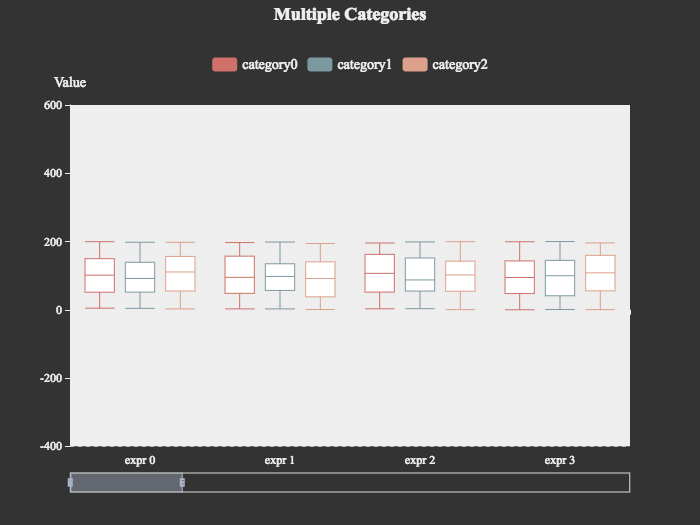 Multiple Categories
category0 category1 category2
Value
600
400
200
0
-200
-400
expr 0 expr 1 expr 2 expr 3